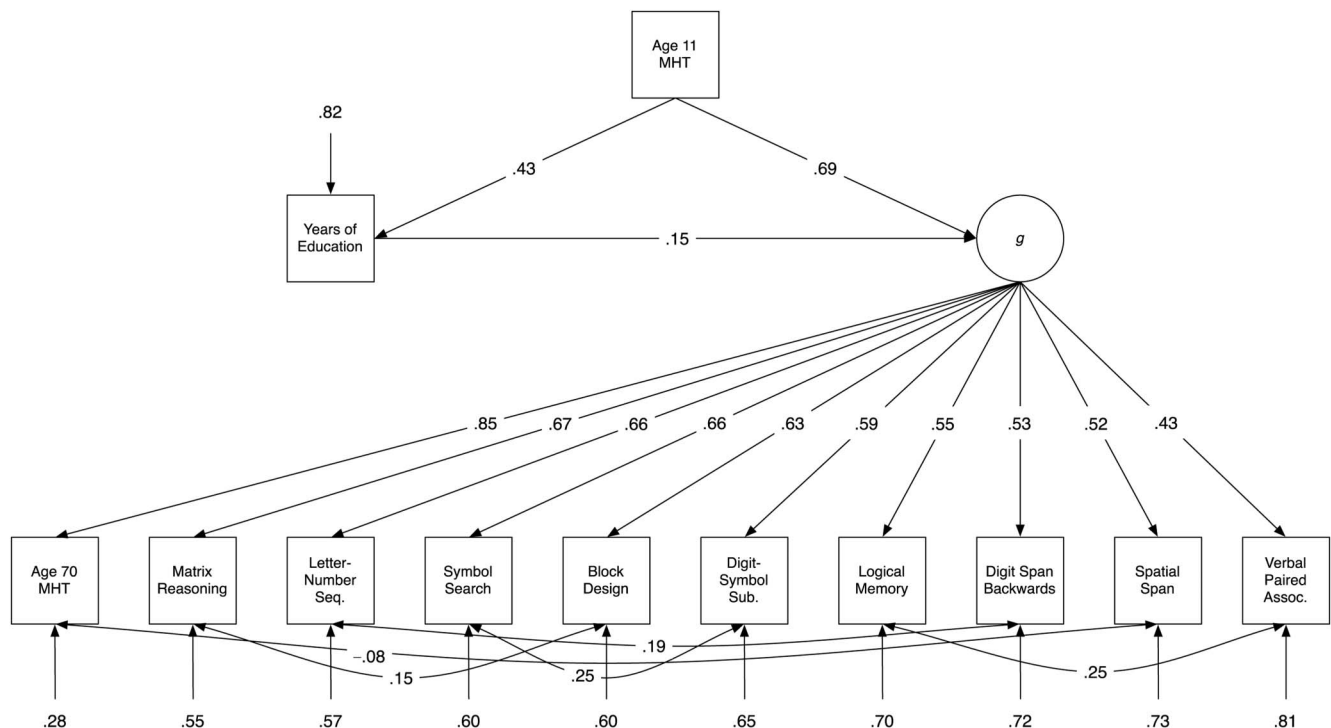 Age 11
MHT
.82
.43
.69
Years of
Education
.15
g
.85
.67
.66
.66
.63
.59
.55
.53
.52
.43
Age 70
MHT
Matrix
Reasoning
Letter-
Number
Seq.
Symbol
Search
Block
Design
Digit-
Symbol
Sub.
Logical
Memory
Digit Span
Backwards
Spatial
Span
Verbal
Paired
Assoc.
.19
–.08
.15
.25
.25
.28
.55
.57
.60
.60
.65
.70
.72
.73
.81